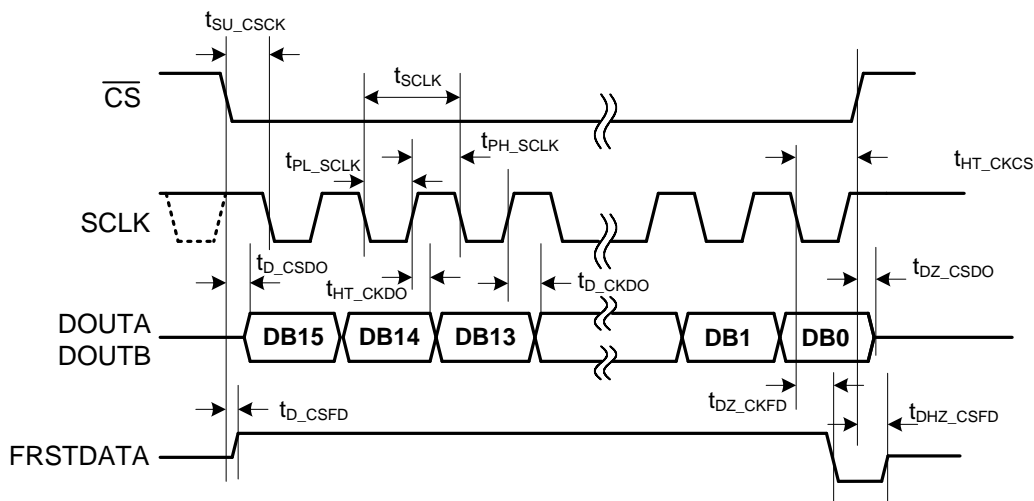 tSU_CSCK
CS
tSCLK
tPL_SCLK
tPH_SCLK
tHT_CKCS
SCLK
tD_CSDO
tHT_CKDO
tD_CKDO
tDZ_CSDO
DOUTA
DOUTB
DB15
DB14
DB13
DB1
DB0
tD_CSFD
tDZ_CKFD
tDHZ_CSFD
FRSTDATA